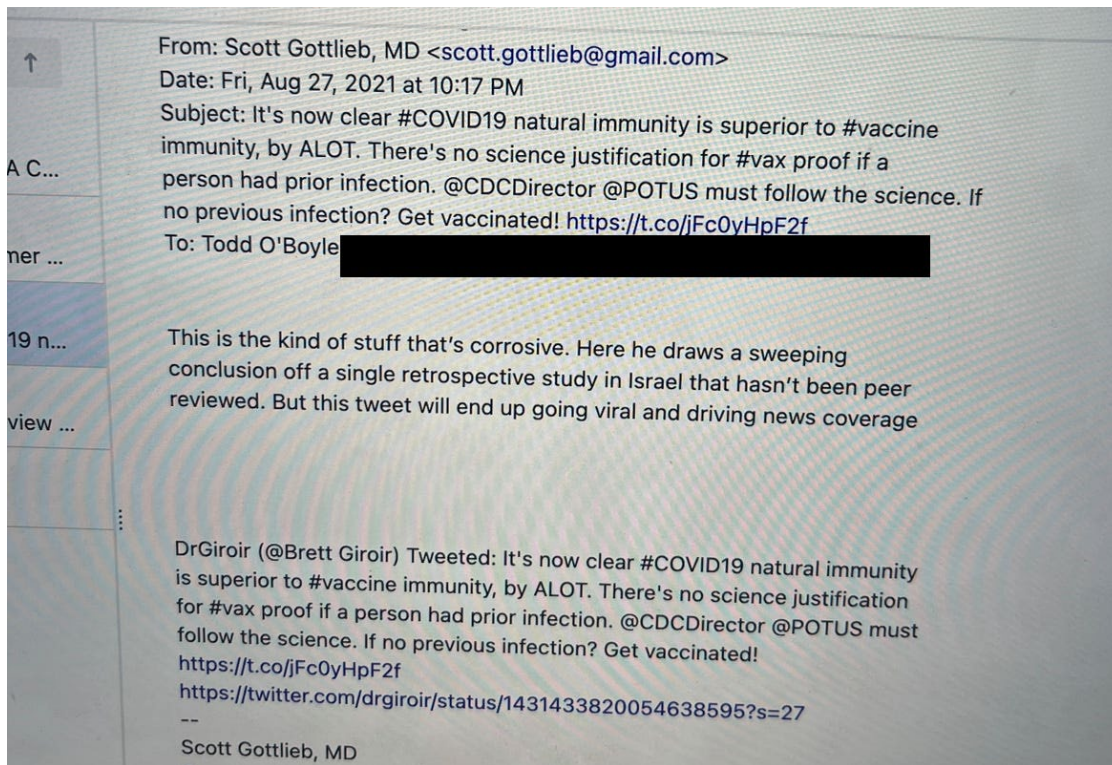 ↑
From: Scott Gottlieb, MD <scott.gottlieb@gmail.com>
Date: Fri, Aug 27, 2021 at 10:17 PM
Subject: It's now clear #COVID19 natural immunity is superior to #vaccine
immunity, by ALOT. There's no science justification for #vax proof if a
person had prior infection. @CDCDirector @POTUS must follow the science. If
no previous infection? Get vaccinated! https://t.co/jFc0yHpF2f
To: Todd O'Boyle
A C...
mer ...
19 n...
view ...
This is the kind of stuff that's corrosive. Here he draws a sweeping
conclusion off a single retrospective study in Israel that hasn't been peer
reviewed. But this tweet will end up going viral and driving news coverage
DrGiroir (@Brett Giroir) Tweeted: It's now clear #COVID19 natural immunity
is superior to #vaccine immunity, by ALOT. There's no science justification
for #vax proof if a person had prior infection. @CDCDirector @POTUS must
follow the science. If no previous infection? Get vaccinated!
https://t.co/jFc0yHpF2f
https://twitter.com/drgiroir/status/1431433820054638595?s=27
--
Scott Gottlieb, MD